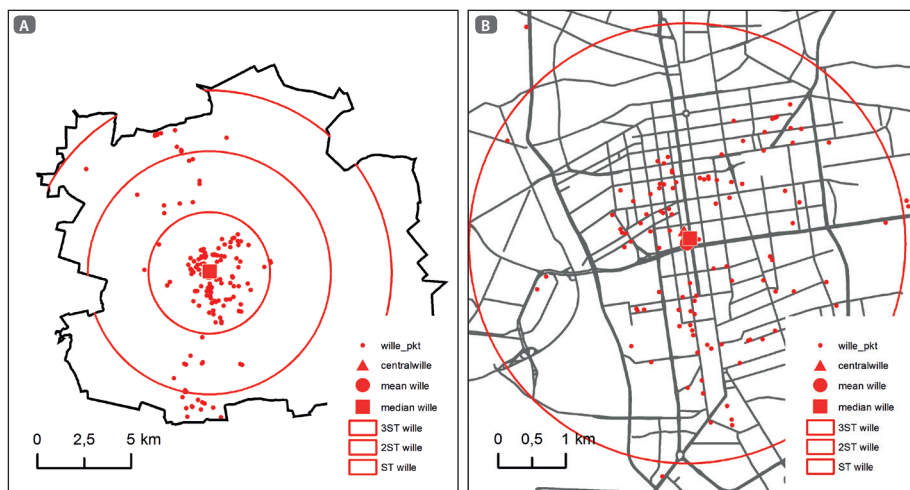 A
wille_pkt
centralwille
mean wille
median wille
3ST wille
2ST wille
ST wille
0 2,5 5 km
B
wille_pkt
centralwille
mean wille
median wille
3ST wille
2ST wille
ST wille
0 0,5 1 km